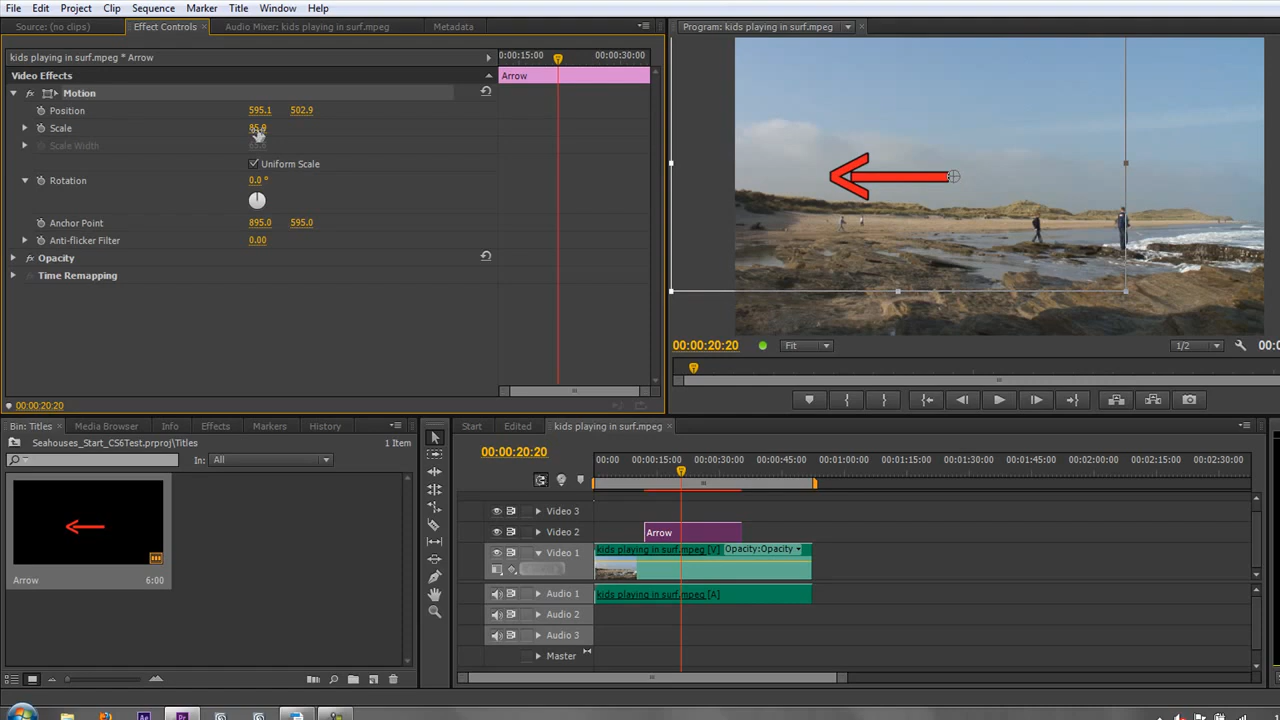 File Edit Project Clip Sequence Marker Title Window Help
Source: (no clips) Effect Controls × Audio Mixer: kids playing in surf.mpeg Metadata
Program: kids playing in surf.mpeg ×
kids playing in surf.mpeg * Arrow
0:00:15:00 00:00:30:00
Video Effects
Arrow
fx Motion
Position 595.1 502.9
Scale
Scale Width
Uniform Scale
Rotation 0.0 °
Anchor Point 895.0 595.0
Anti-flicker Filter 0.00
fx Opacity
fx Time Remapping
00:00:20:20 Fit 1/2 00:0
00:00:20:20
Bin: Titles × Media Browser Info Effects Markers History
Seahouses_Start_CS6Test.prproj\Titles 1 Item
In: All
Arrow 6:00
Start Edited kids playing in surf.mpeg ×
00:00:20:20
00:00 00:00:15:00 00:00:30:00 00:00:45:00 00:01:00:00 00:01:15:00 00:01:30:00 00:01:45:00 00:02:00:00 00:02:15:00 00:02:30:00
Video 3
Video 2 Arrow
Video 1 kids playing in surf.mpeg [V] Opacity:Opacity
Audio 1 kids playing in surf.mpeg [A]
Audio 2
Audio 3
Master
Ae Pr